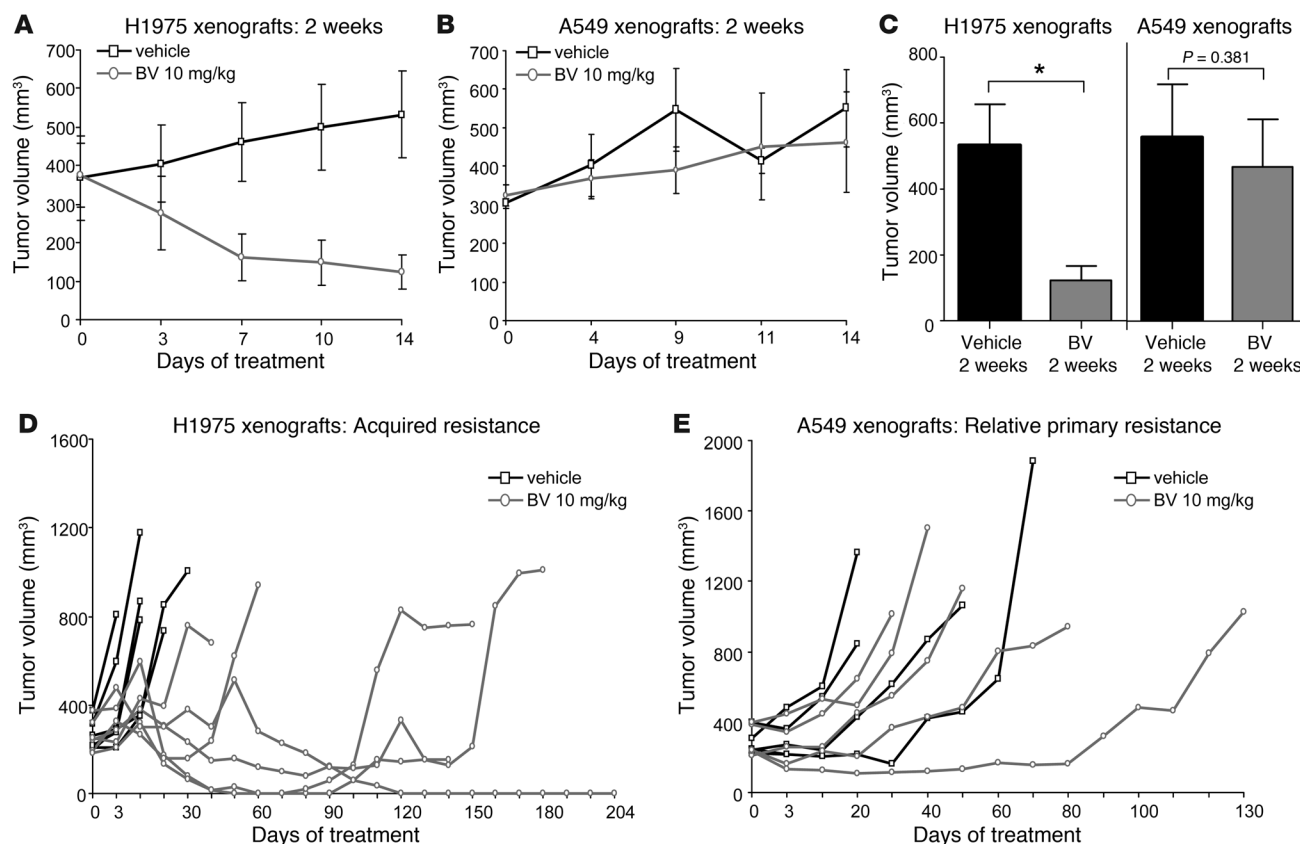 A
H1975 xenografts: 2 weeks
vehicle
BV 10 mg/kg
Tumor volume (mm³)
700
600
500
400
300
200
100
0
0 3 7 10 14
Days of treatment
B
A549 xenografts: 2 weeks
vehicle
BV 10 mg/kg
Tumor volume (mm³)
700
600
500
400
300
200
100
0
0 4 9 11 14
Days of treatment
C
H1975 xenografts A549 xenografts
Tumor volume (mm³)
800
600
400
200
0
*
P = 0.381
Vehicle BV Vehicle BV
2 weeks 2 weeks 2 weeks 2 weeks
D
H1975 xenografts: Acquired resistance
vehicle
BV 10 mg/kg
Tumor volume (mm³)
1600
1200
800
400
0
0 3 30 60 90 120 150 180 204
Days of treatment
E
A549 xenografts: Relative primary resistance
vehicle
BV 10 mg/kg
Tumor volume (mm³)
2000
1600
1200
800
400
0
0 3 20 40 60 80 100 130
Days of treatment